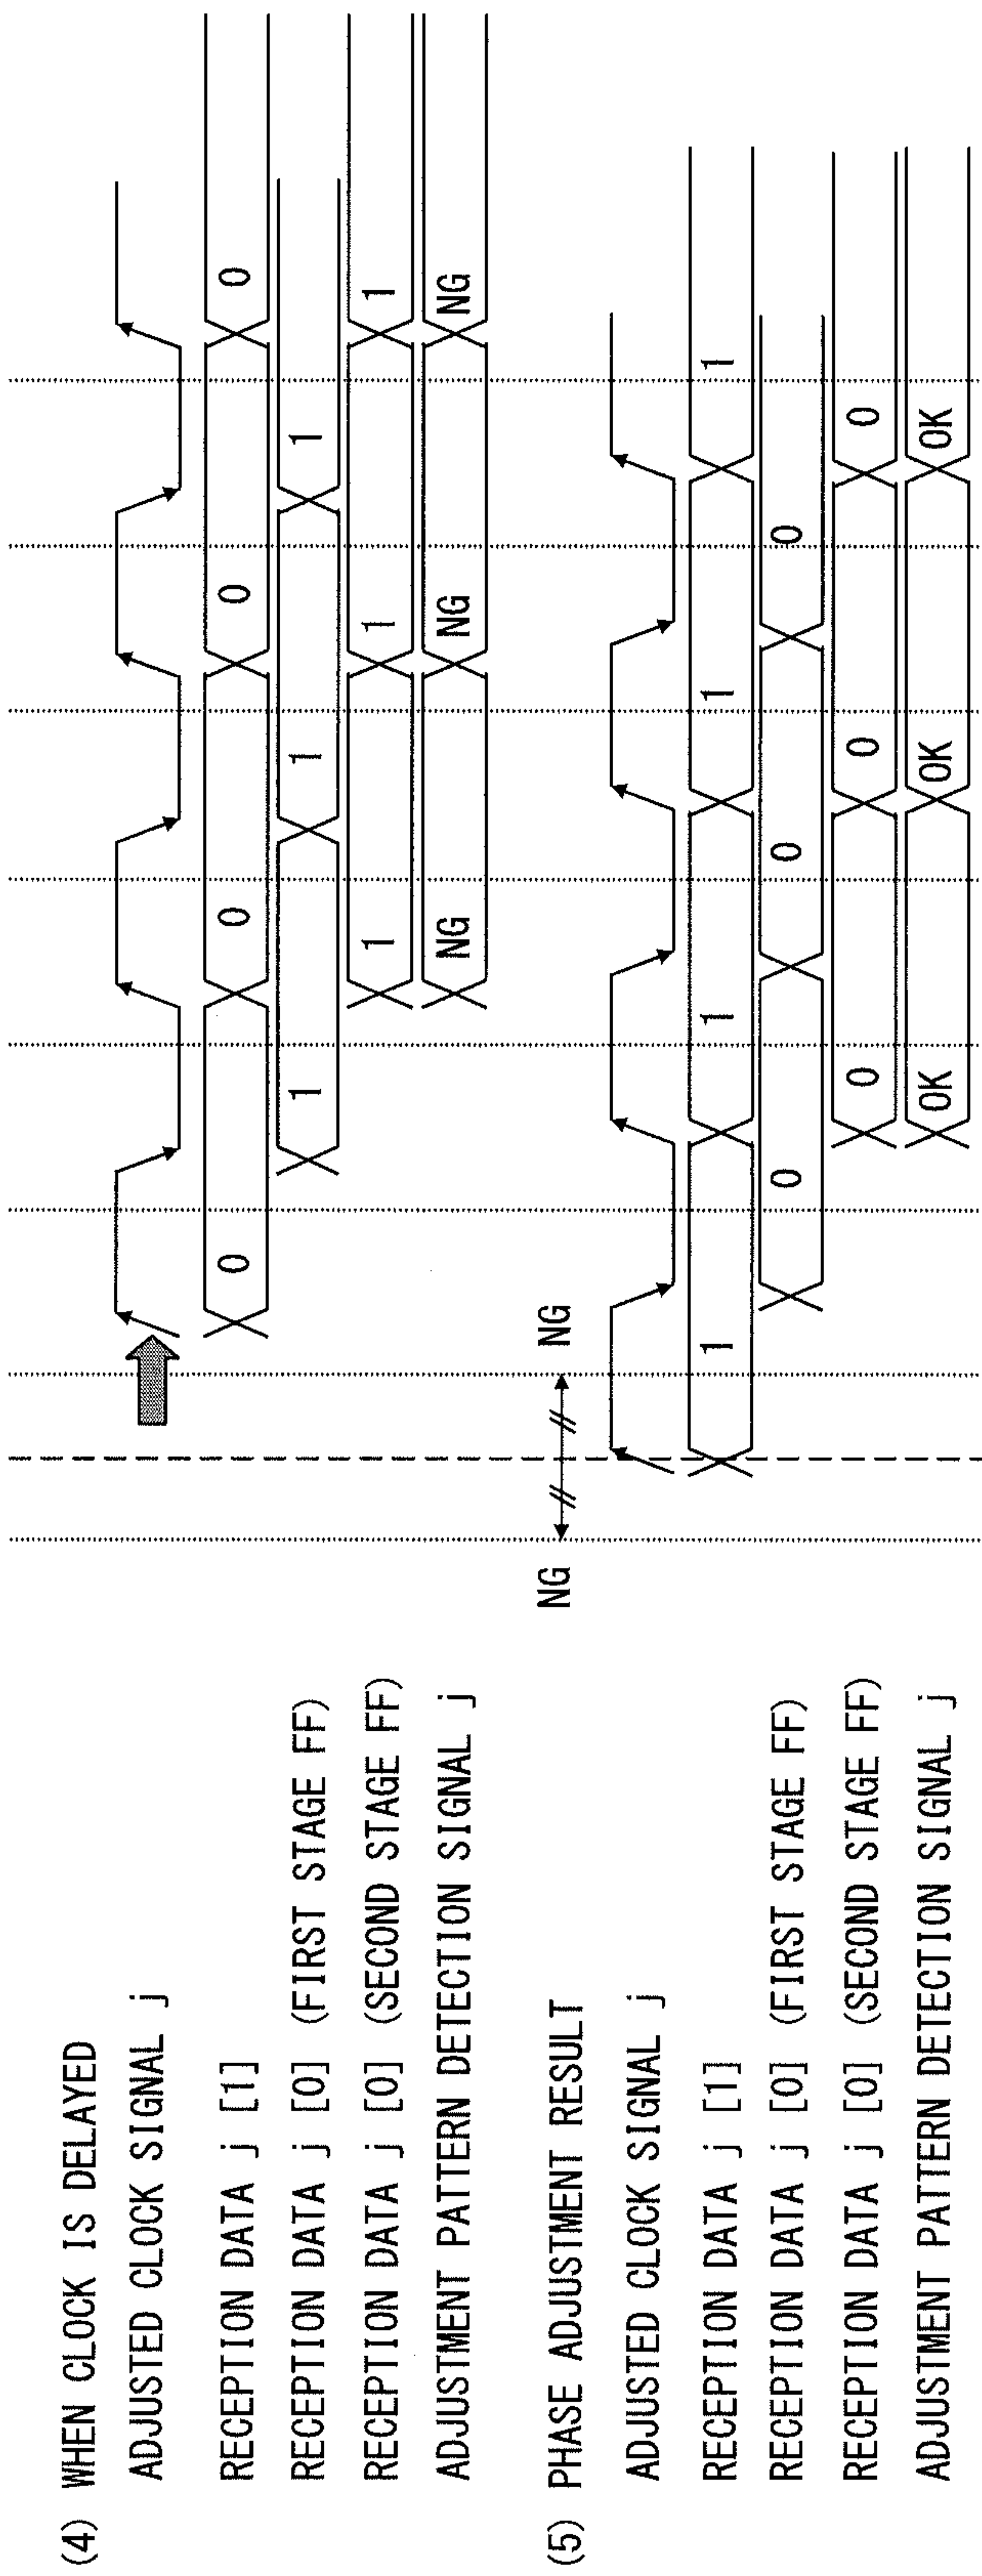 (4) WHEN CLOCK IS DELAYED
ADJUSTED CLOCK SIGNAL j
RECEPTION DATA j [1] 0 0 0 0
RECEPTION DATA j [0] (FIRST STAGE FF) 1 1 1
RECEPTION DATA j [0] (SECOND STAGE FF) 1 1 1
ADJUSTMENT PATTERN DETECTION SIGNAL j NG NG NG
NG NG
(5) PHASE ADJUSTMENT RESULT
ADJUSTED CLOCK SIGNAL j
RECEPTION DATA j [1] 1 1 1 1
RECEPTION DATA j [0] (FIRST STAGE FF) 0 0 0
RECEPTION DATA j [0] (SECOND STAGE FF) 0 0 0
ADJUSTMENT PATTERN DETECTION SIGNAL j OK OK OK